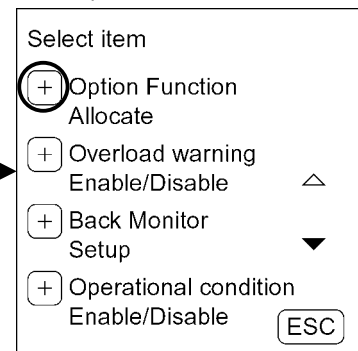 Select item
+ Option Function
Allocate
+ Overload warning
Enable/Disable
+ Back Monitor
Setup
+ Operational condition
Enable/Disable
ESC